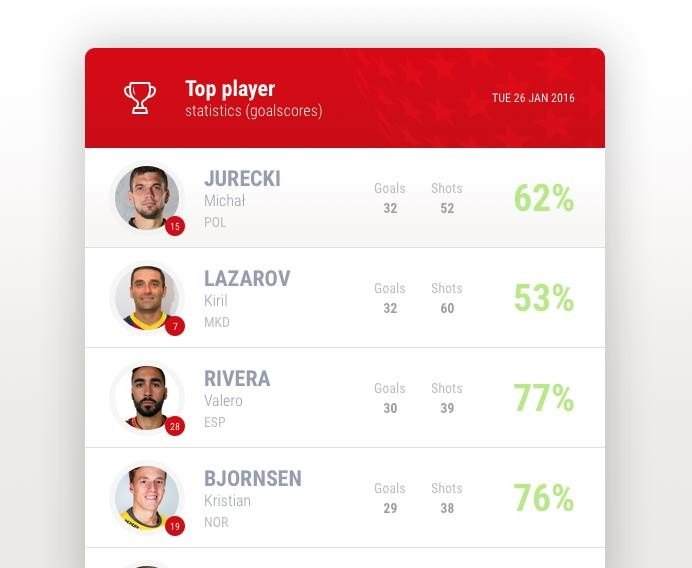 Top player
statistics (goalscores)
TUE 26 JAN 2016
JURECKI
Michał
POL
15
Goals
32
Shots
52
62%
LAZAROV
Kiril
MKD
7
Goals
32
Shots
60
53%
RIVERA
Valero
ESP
28
Goals
30
Shots
39
77%
BJORNSEN
Kristian
NOR
19
Goals
29
Shots
38
76%